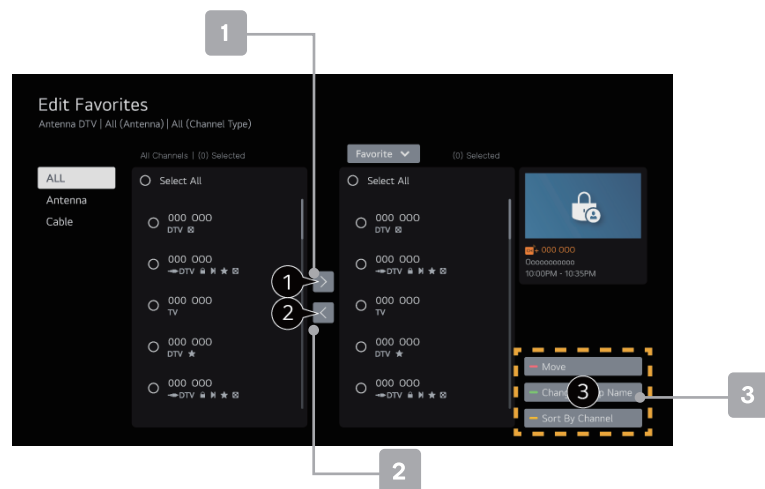 1
Edit Favorites
Antenna DTV | All (Antenna) | All (Channel Type)
All Channels | (0) Selected
Favorite
(0) Selected
ALL
Antenna
Cable
Select All
000 000
DTV
000 000
DTV
000 000
TV
000 000
DTV
000 000
DTV
1
2
Select All
000 000
DTV
000 000
DTV
000 000
TV
000 000
DTV
000 000
DTV
000 000
Ooooooooooo
10:00PM - 10:35PM
Move
3
Name
Sort By Channel
3
2